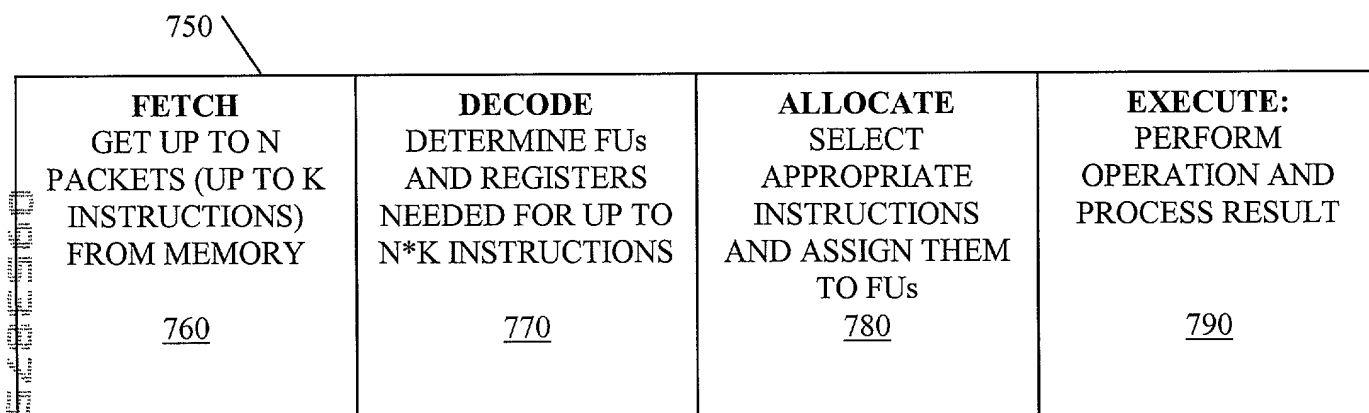 750
FETCH
GET UP TO N
PACKETS (UP TO K
INSTRUCTIONS)
FROM MEMORY
760
DECODE
DETERMINE FUs
AND REGISTERS
NEEDED FOR UP TO
N*K INSTRUCTIONS
770
ALLOCATE
SELECT
APPROPRIATE
INSTRUCTIONS
AND ASSIGN THEM
TO FUs
780
EXECUTE:
PERFORM
OPERATION AND
PROCESS RESULT
790